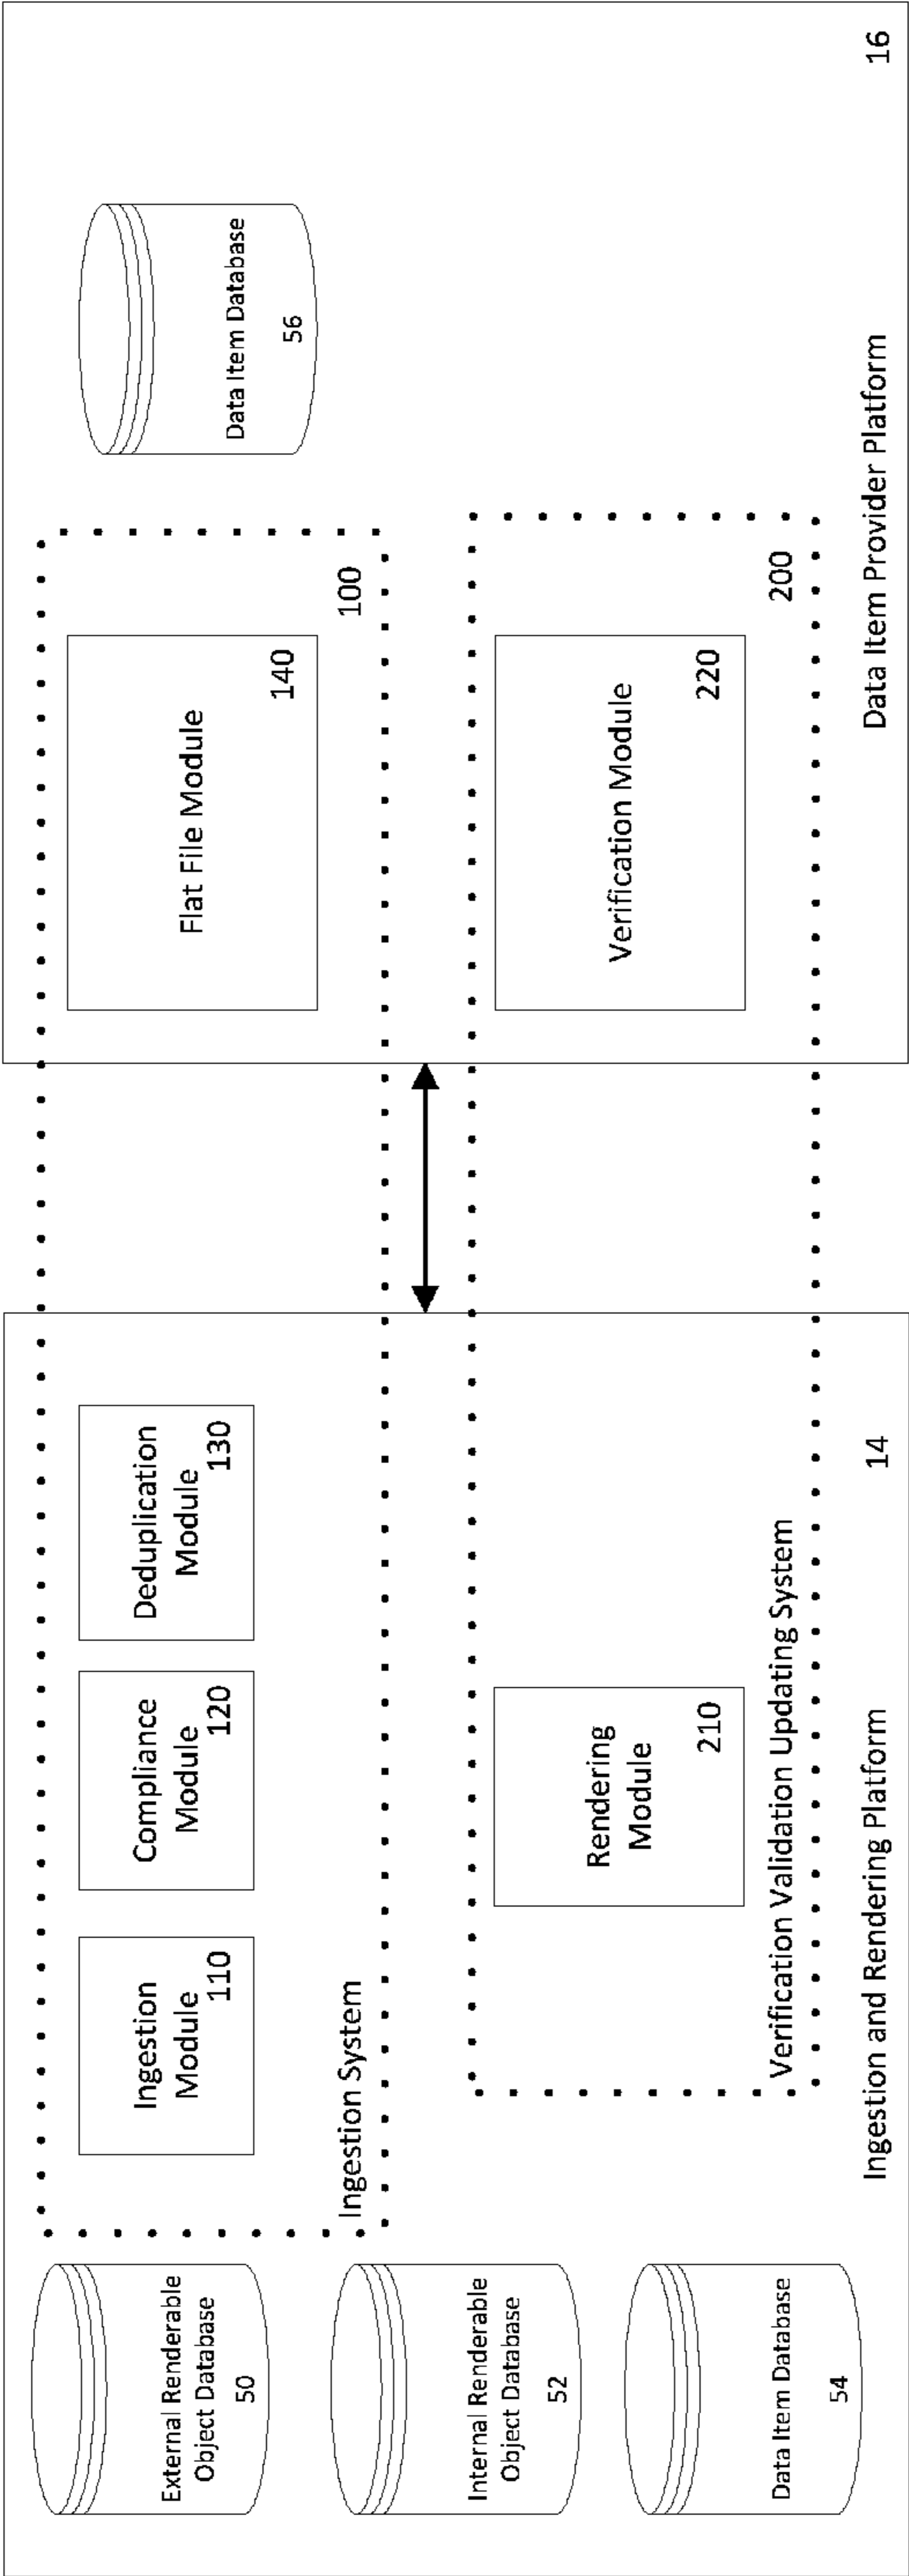 External Renderable
Object Database
50
Internal Renderable
Object Database
52
Data Item Database
54
Ingestion
Module
110
Compliance
Module
120
Deduplication
Module
130
Ingestion System
Rendering
Module
210
Verification Validation Updating System
Ingestion and Rendering Platform
14
Flat File Module
140
100
Verification Module
220
200
Data Item Database
56
Data Item Provider Platform
16